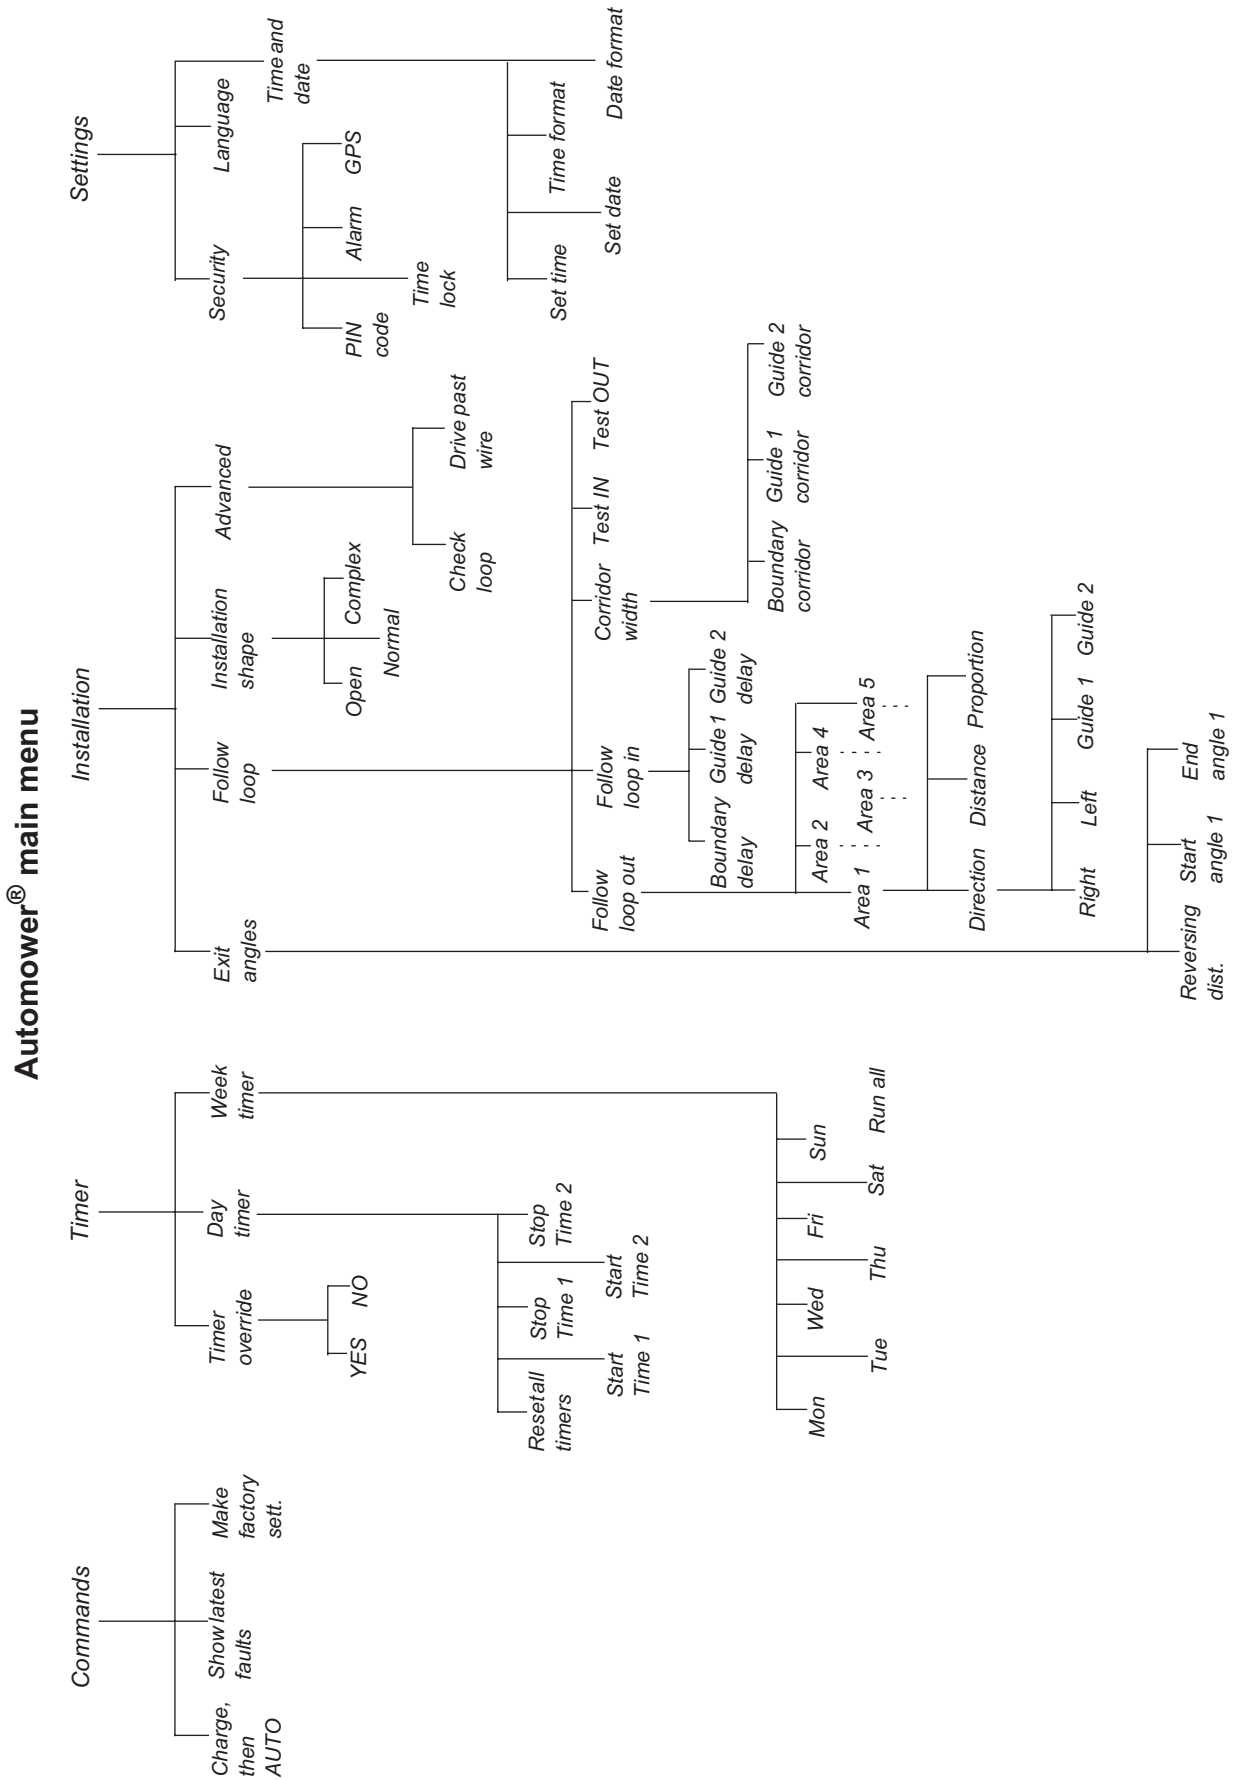 Automower® main menu
Commands
Timer
Installation
Settings
Charge,
then
AUTO
Show latest
faults
Make
factory
sett.
Timer
override
Day
timer
Week
timer
Exit
angles
Follow
loop
Installation
shape
Advanced
Security
Language
Time and
date
YES
NO
Open
Normal
Complex
PIN
code
Time
lock
Alarm
GPS
Check
loop
Drive past
wire
Reset all
timers
Start
Time 1
Stop
Time 1
Start
Time 2
Stop
Time 2
Set time
Set date
Time format
Date format
Follow
loop out
Follow
loop in
Corridor
width
Test IN
Test OUT
Boundary
delay
Guide 1
delay
Guide 2
delay
Boundary
corridor
Guide 1
corridor
Guide 2
corridor
Mon
Tue
Wed
Thu
Fri
Sat
Sun
Run all
Area 1
Area 2
Area 3
Area 4
Area 5
Direction
Distance
Proportion
Right
Left
Guide 1
Guide 2
Reversing
dist.
Start
angle 1
End
angle 1